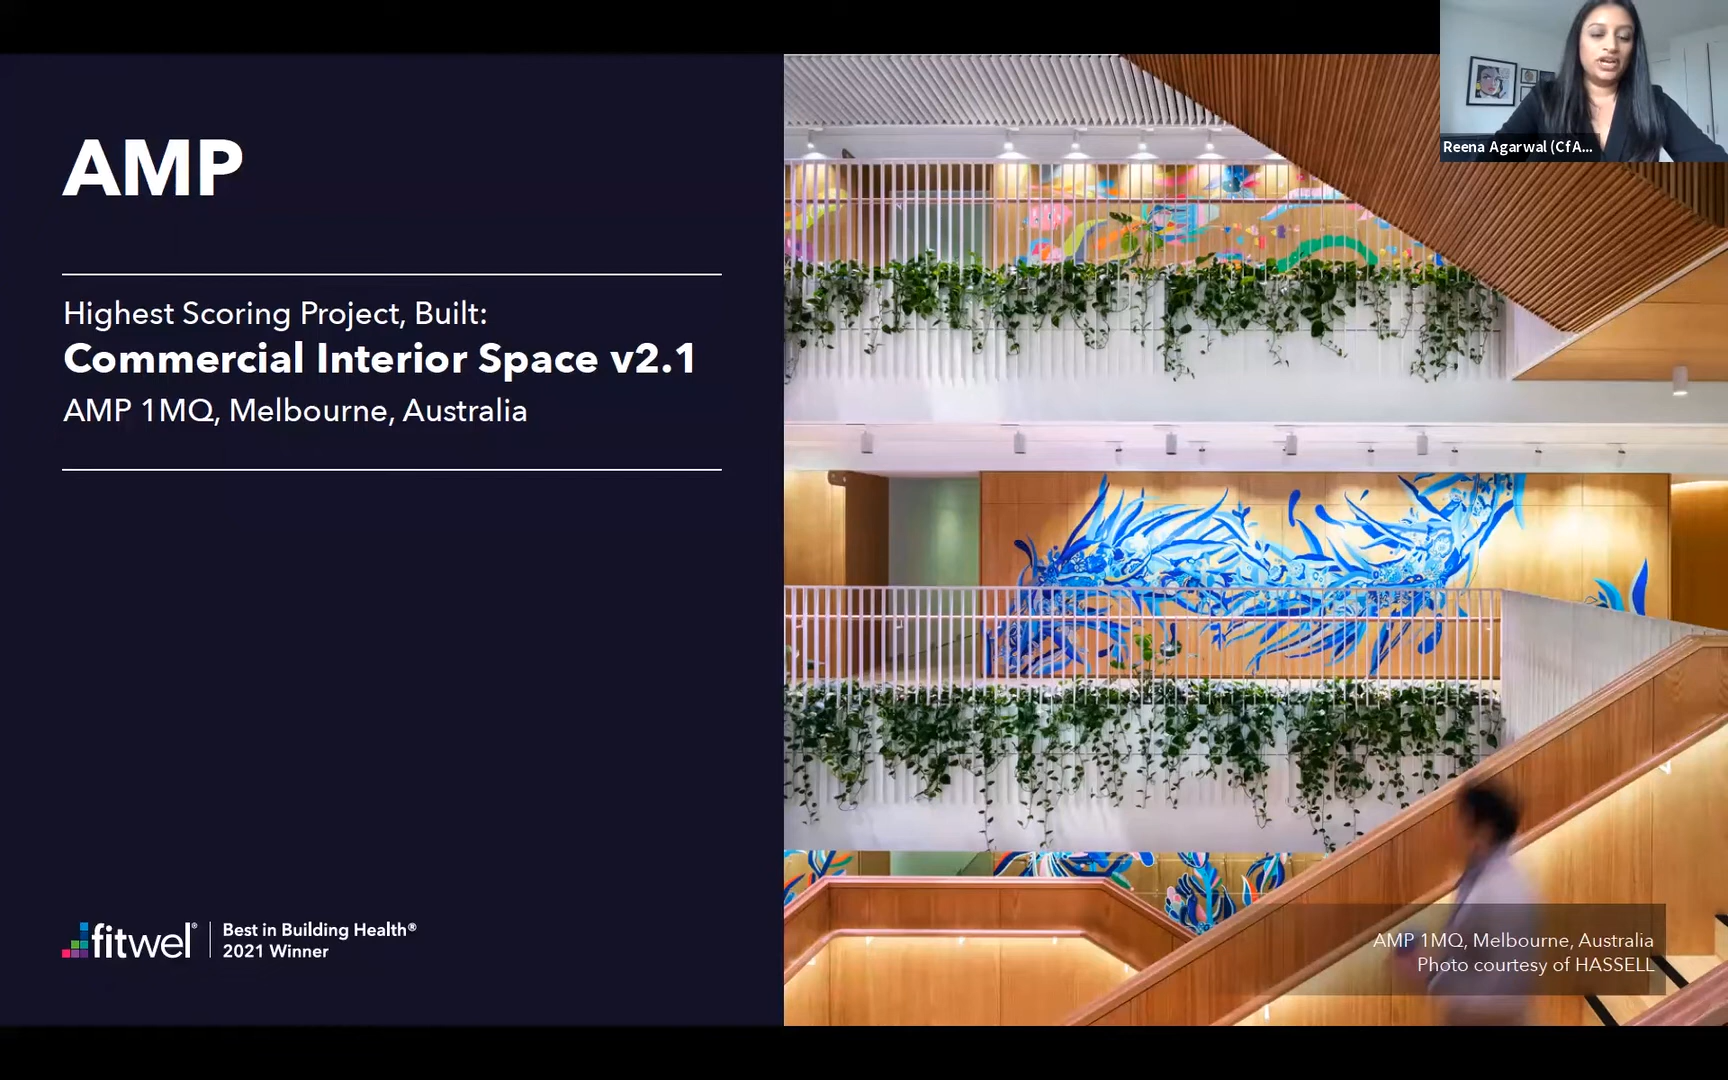 Reena Agarwal (CfA...
AMP
Highest Scoring Project, Built:
Commercial Interior Space v2.1
AMP 1MQ, Melbourne, Australia
fitwel®
Best in Building Health®
2021 Winner
AMP 1MQ, Melbourne, Australia
Photo courtesy of HASSELL